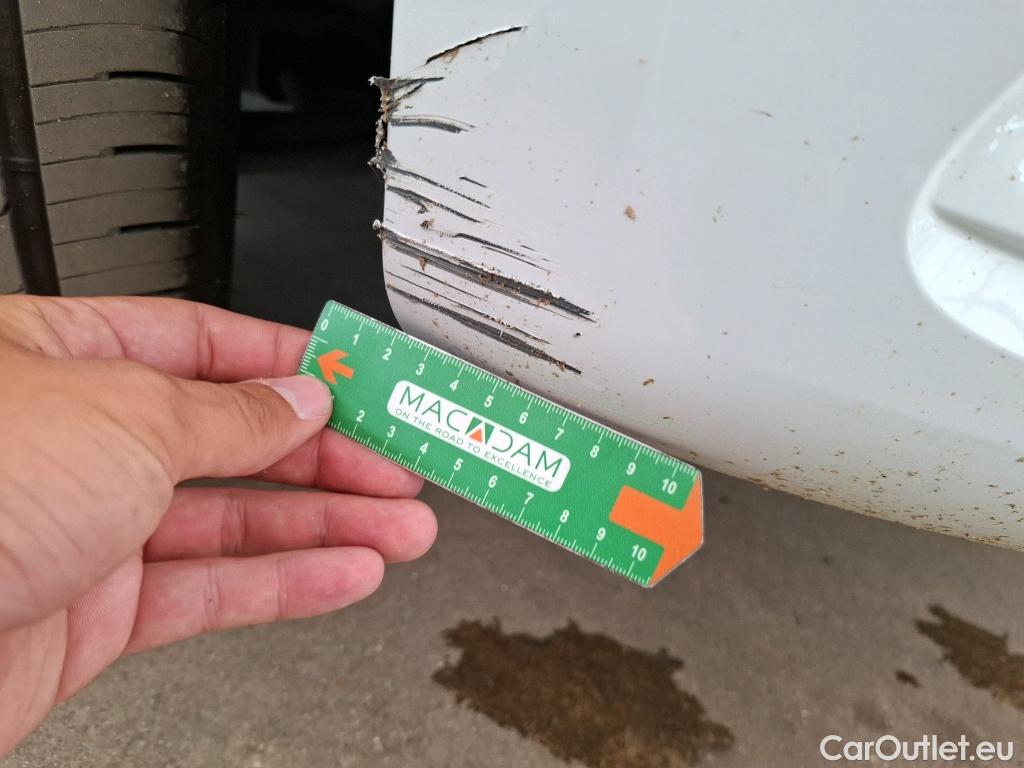 0 1 2 3 4 5 6 7 8 9 10
MACADAM
ON THE ROAD TO EXCELLENCE
2 3 4 5 6 7 8 9 10
CarOutlet.eu